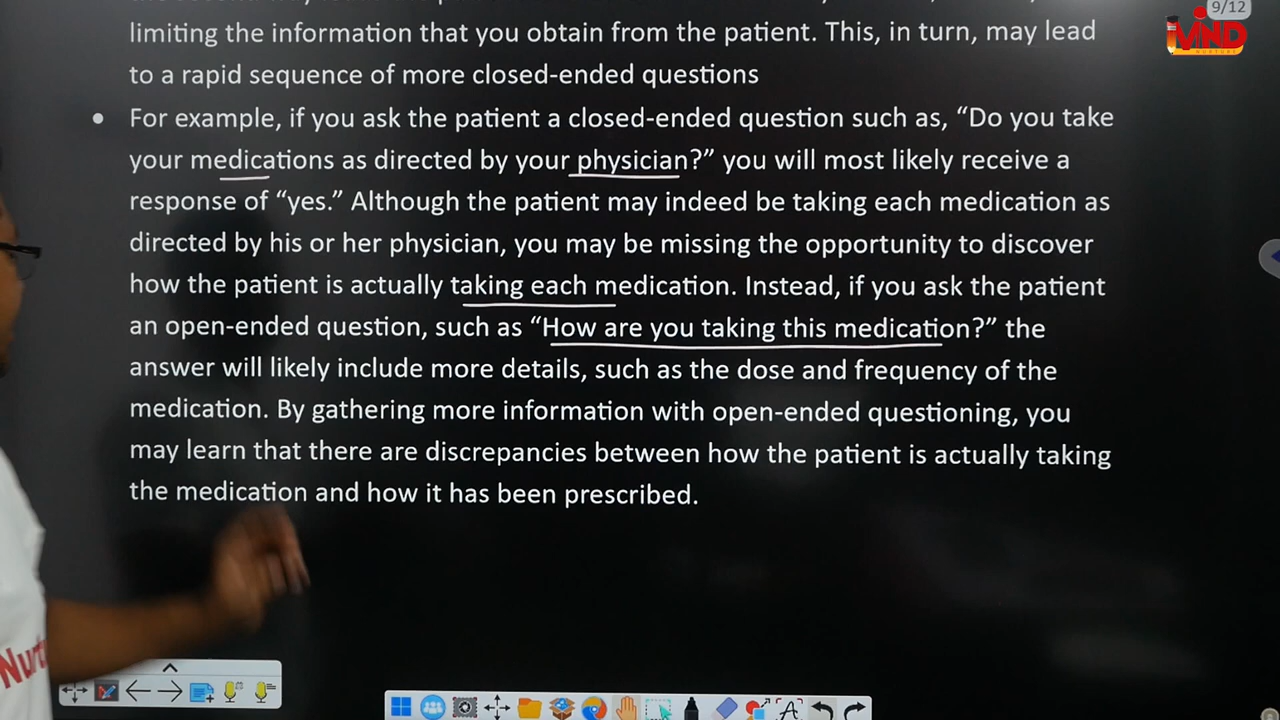 9/12
MIND
NURTURE
limiting the information that you obtain from the patient. This, in turn, may lead
to a rapid sequence of more closed-ended questions
• For example, if you ask the patient a closed-ended question such as, “Do you take
your medications as directed by your physician?” you will most likely receive a
response of “yes.” Although the patient may indeed be taking each medication as
directed by his or her physician, you may be missing the opportunity to discover
how the patient is actually taking each medication. Instead, if you ask the patient
an open-ended question, such as “How are you taking this medication?” the
answer will likely include more details, such as the dose and frequency of the
medication. By gathering more information with open-ended questioning, you
may learn that there are discrepancies between how the patient is actually taking
the medication and how it has been prescribed.